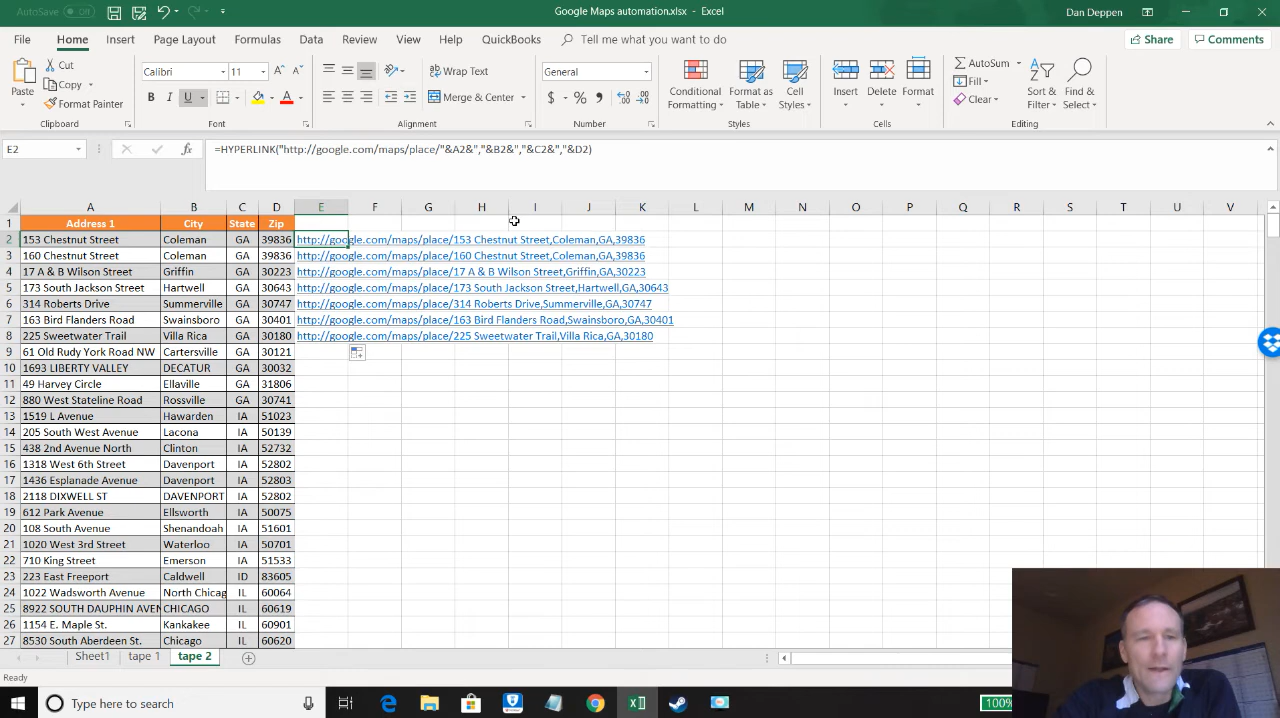 AutoSave Off
Google Maps automation.xlsx - Excel
Dan Deppen
File Home Insert Page Layout Formulas Data Review View Help QuickBooks Tell me what you want to do
Share Comments
Paste Cut Copy Format Painter
Calibri 11
B I U
Wrap Text
Merge & Center
General
$ % ,
Conditional Formatting Format as Table Cell Styles
Insert Delete Format
AutoSum Fill Clear
Sort & Filter Find & Select
Clipboard Font Alignment Number Styles Cells Editing
E2 fx =HYPERLINK("http://google.com/maps/place/"&A2&","&B2&","&C2&","&D2)
A B C D E F G H I J K L M N O P Q R S T U V
1 Address 1 City State Zip
2 153 Chestnut Street Coleman GA 39836 http://google.com/maps/place/153 Chestnut Street,Coleman,GA,39836
3 160 Chestnut Street Coleman GA 39836 http://google.com/maps/place/160 Chestnut Street,Coleman,GA,39836
4 17 A & B Wilson Street Griffin GA 30223 http://google.com/maps/place/17 A & B Wilson Street,Griffin,GA,30223
5 173 South Jackson Street Hartwell GA 30643 http://google.com/maps/place/173 South Jackson Street,Hartwell,GA,30643
6 314 Roberts Drive Summerville GA 30747 http://google.com/maps/place/314 Roberts Drive,Summerville,GA,30747
7 163 Bird Flanders Road Swainsboro GA 30401 http://google.com/maps/place/163 Bird Flanders Road,Swainsboro,GA,30401
8 225 Sweetwater Trail Villa Rica GA 30180 http://google.com/maps/place/225 Sweetwater Trail,Villa Rica,GA,30180
9 61 Old Rudy York Road NW Cartersville GA 30121
10 1693 LIBERTY VALLEY DECATUR GA 30032
11 49 Harvey Circle Ellaville GA 31806
12 880 West Stateline Road Rossville GA 30741
13 1519 L Avenue Hawarden IA 51023
14 205 South West Avenue Lacona IA 50139
15 438 2nd Avenue North Clinton IA 52732
16 1318 West 6th Street Davenport IA 52802
17 1436 Esplanade Avenue Davenport IA 52803
18 2118 DIXWELL ST DAVENPORT IA 52802
19 612 Park Avenue Ellsworth IA 50075
20 108 South Avenue Shenandoah IA 51601
21 1020 West 3rd Street Waterloo IA 50701
22 710 King Street Emerson IA 51533
23 223 East Freeport Caldwell ID 83605
24 1022 Wadsworth Avenue North Chicag IL 60064
25 8922 SOUTH DAUPHIN AVEN CHICAGO IL 60619
26 1154 E. Maple St. Kankakee IL 60901
27 8530 South Aberdeen St. Chicago IL 60620
Sheet1 tape 1 tape 2
Ready
Type here to search
100%